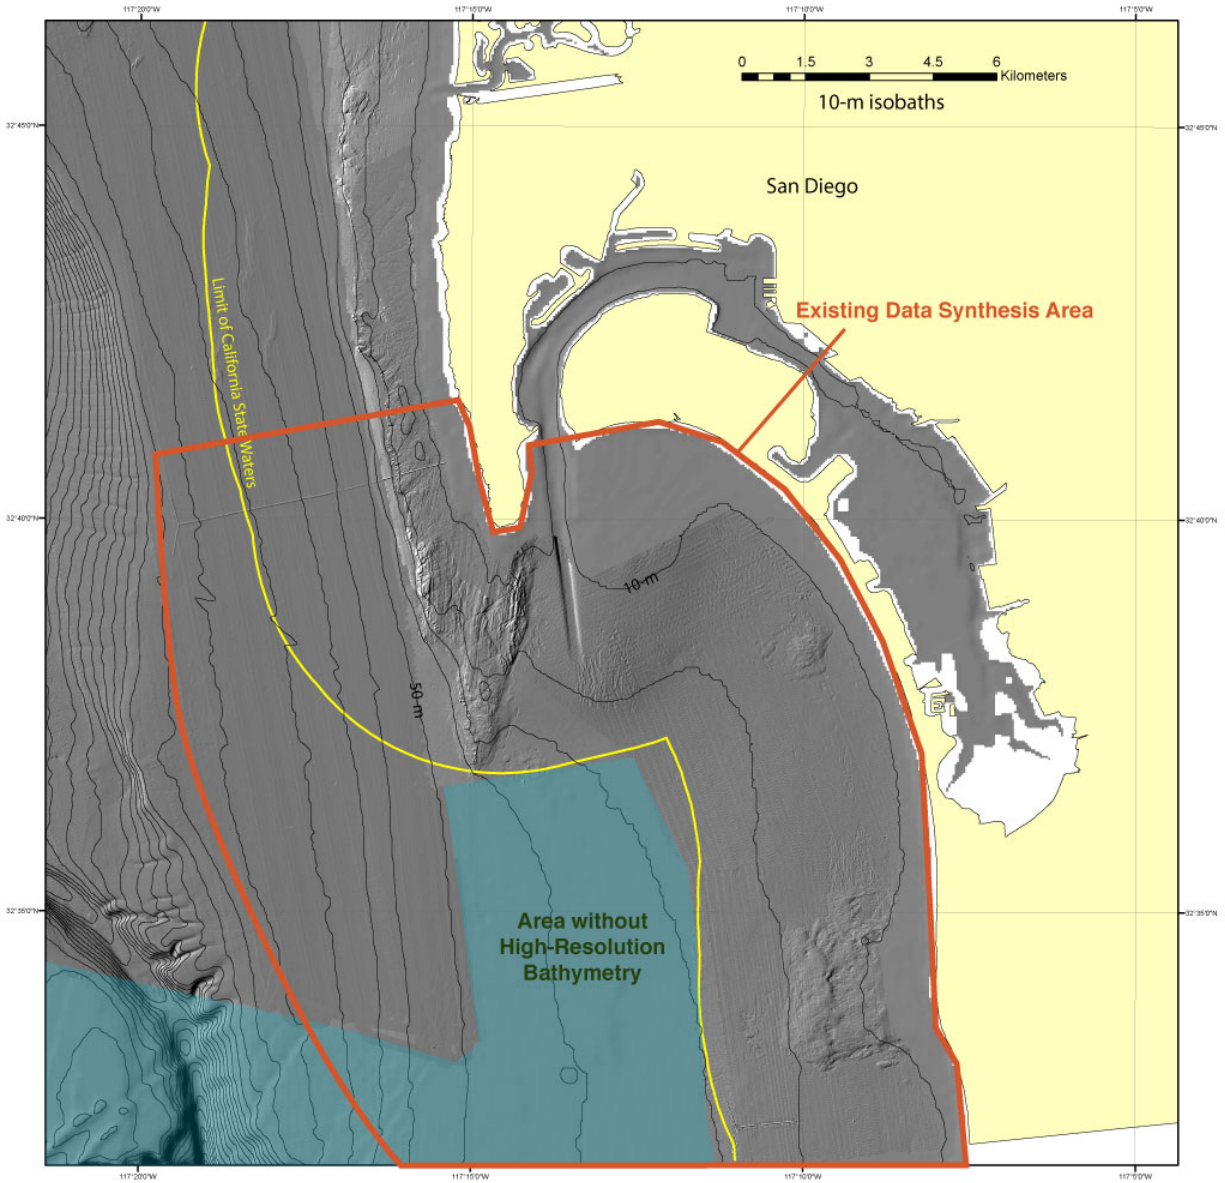 117°20'0"W
117°15'0"W
117°10'0"W
117°5'0"W
0 1.5 3 4.5 6
Kilometers
10-m isobaths
32°45'0"N
32°45'0"N
San Diego
Limit of California State Waters
Existing Data Synthesis Area
32°40'0"N
32°40'0"N
10-m
50-m
32°35'0"N
32°35'0"N
Area without
High-Resolution
Bathymetry
117°20'0"W
117°15'0"W
117°10'0"W
117°5'0"W